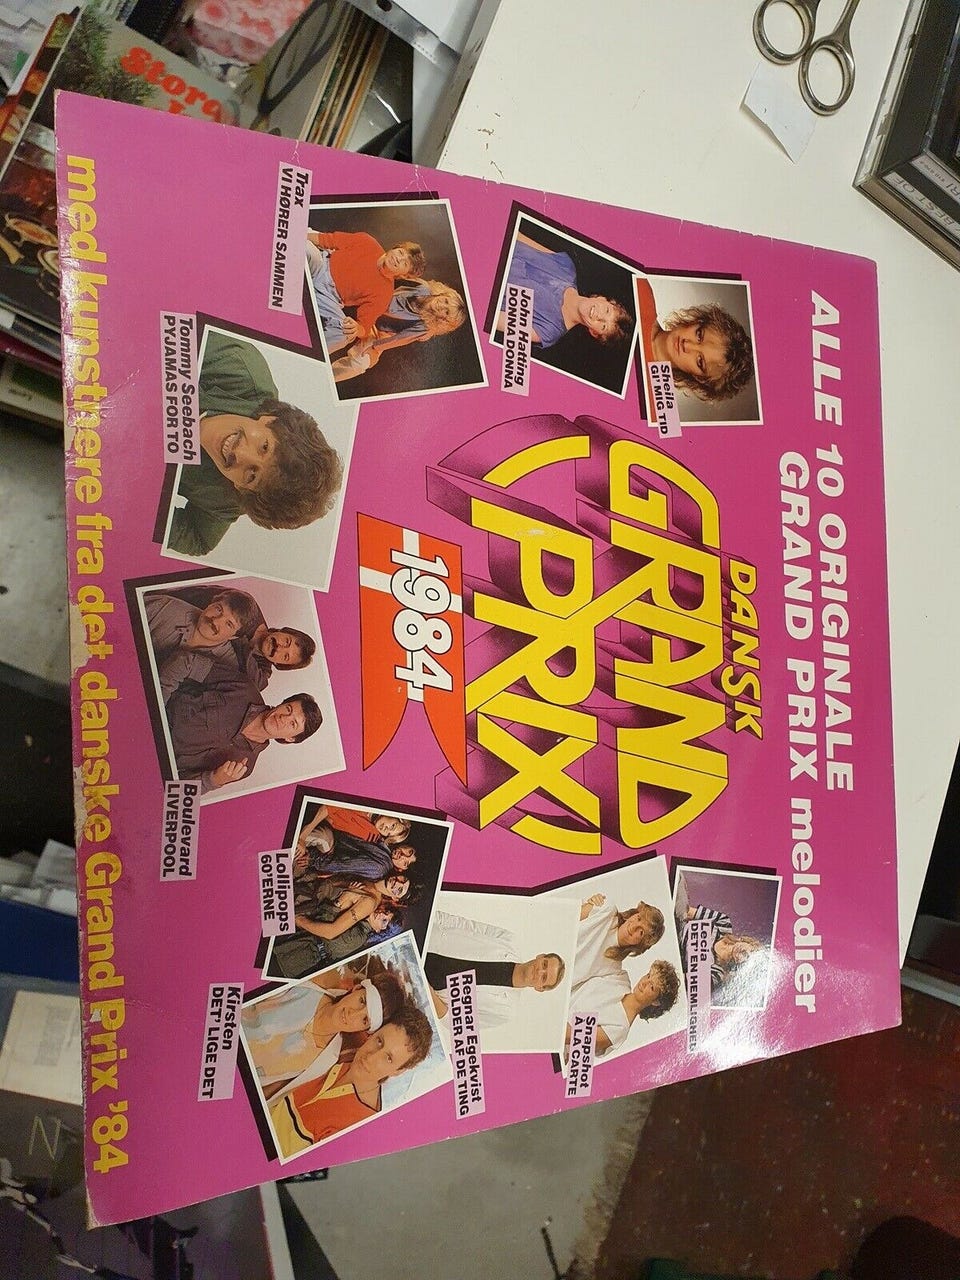 ALLE 10 ORIGINALE
GRAND PRIX melodier
DANSK
GRAND
PRIX
1984
Sheila
GI' MIG TID
John Hatting
DONNA DONNA
Trax
VI HØRER SAMMEN
Tommy Seebach
PYJAMAS FOR TO
Boulevard
LIVERPOOL
Lollipops
60'ERNE
Kirsten
DET' LIGE DET
Regnar Egekvist
HOLDER AF DE TING
Snapshot
À LA CARTE
Lecia
DET' EN HEMLIGHED
med kunstnere fra det danske Grand Prix '84
Store
BEST OF
N